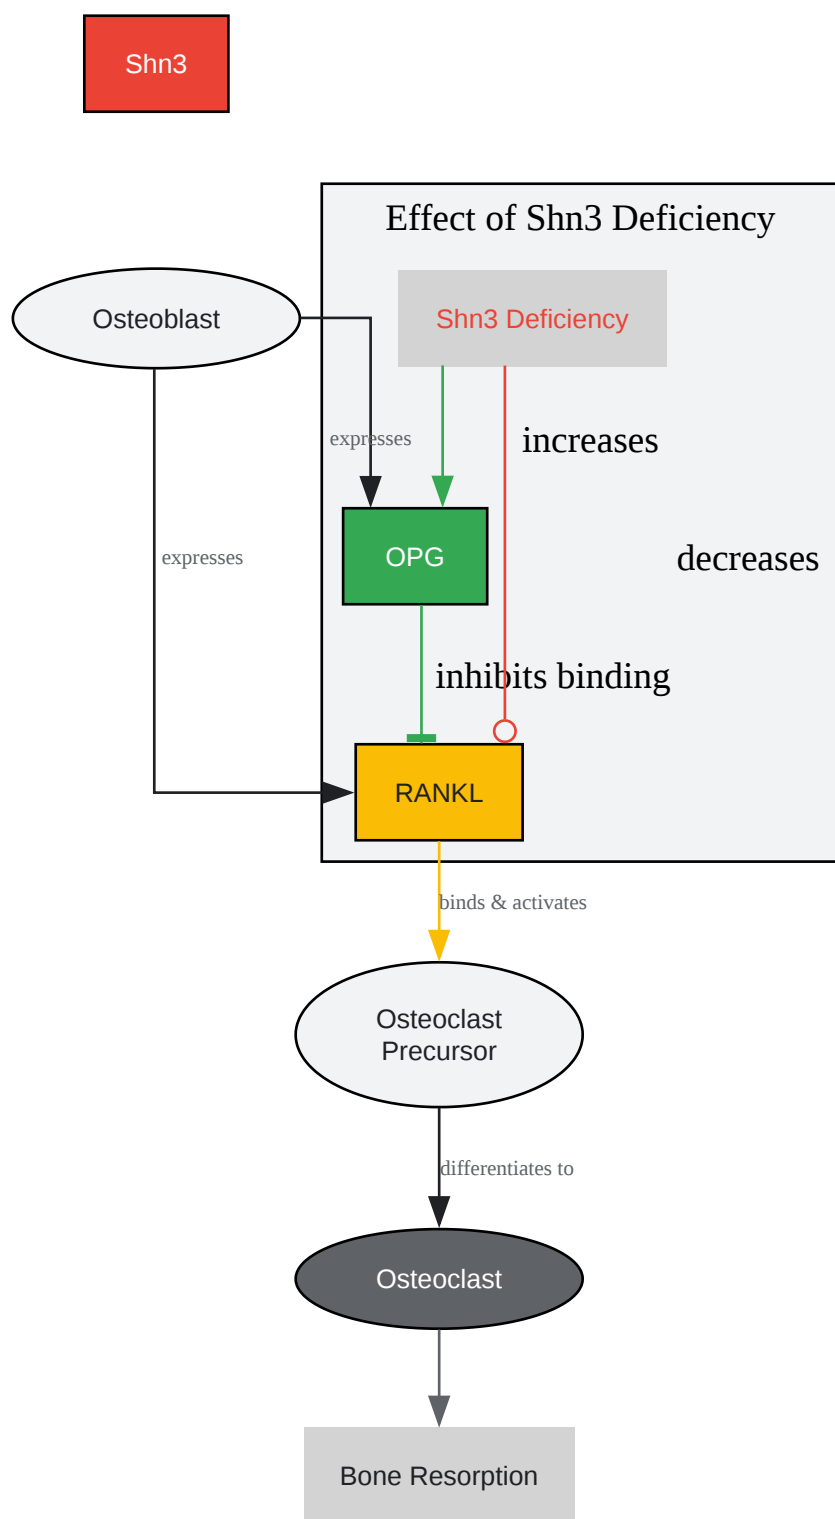 Shn3
Effect of Shn3 Deficiency
Osteoblast
Shn3 Deficiency
expresses
increases
expresses
OPG
decreases
inhibits binding
RANKL
binds & activates
Osteoclast
Precursor
differentiates to
Osteoclast
Bone Resorption